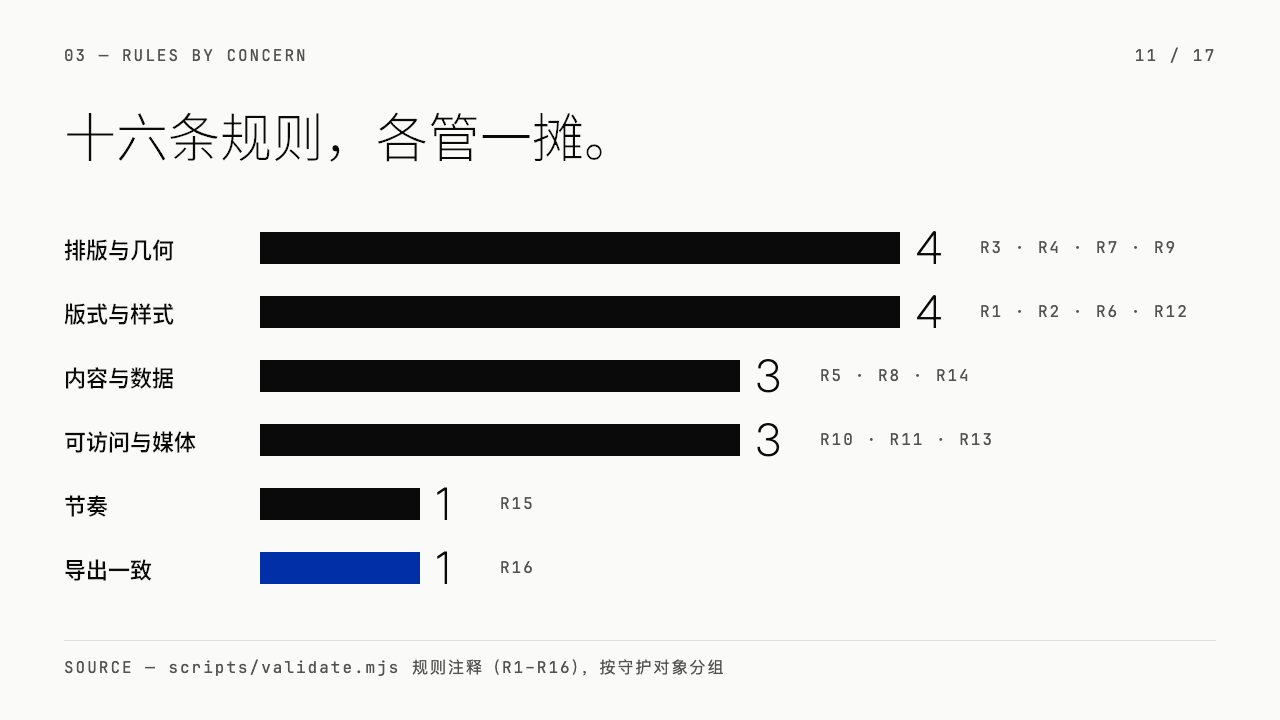 03 — RULES BY CONCERN
11 / 17
十六条规则，各管一摊。
排版与几何 4 R3 · R4 · R7 · R9
版式与样式 4 R1 · R2 · R6 · R12
内容与数据 3 R5 · R8 · R14
可访问与媒体 3 R10 · R11 · R13
节奏 1 R15
导出一致 1 R16
SOURCE — scripts/validate.mjs 规则注释（R1–R16），按守护对象分组